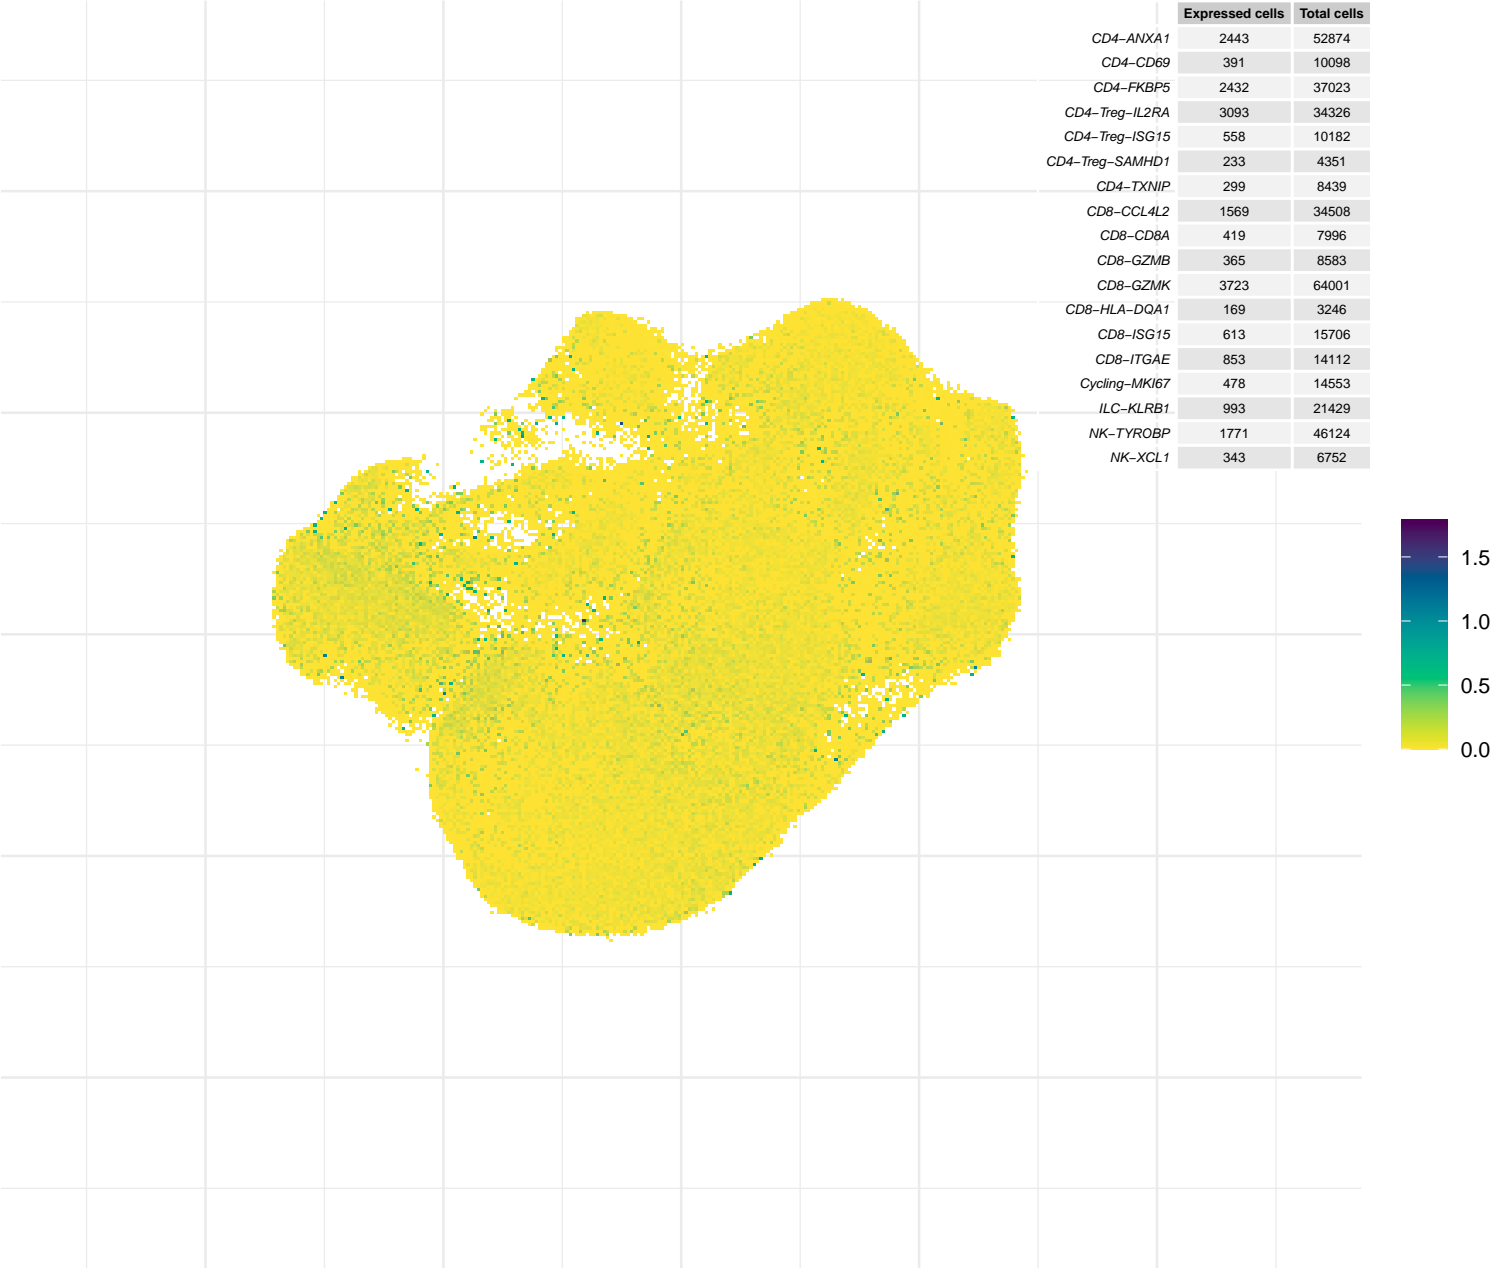 Expressed cells Total cells
CD4−ANXA1 2443 52874
CD4−CD69 391 10098
CD4−FKBP5 2432 37023
CD4−Treg−IL2RA 3093 34326
CD4−Treg−ISG15 558 10182
CD4−Treg−SAMHD1 233 4351
CD4−TXNIP 299 8439
CD8−CCL4L2 1569 34508
CD8−CD8A 419 7996
CD8−GZMB 365 8583
CD8−GZMK 3723 64001
CD8−HLA−DQA1 169 3246
CD8−ISG15 613 15706
CD8−ITGAE 853 14112
Cycling−MKI67 478 14553
ILC−KLRB1 993 21429
NK−TYROBP 1771 46124
NK−XCL1 343 6752
1.5
1.0
0.5
0.0